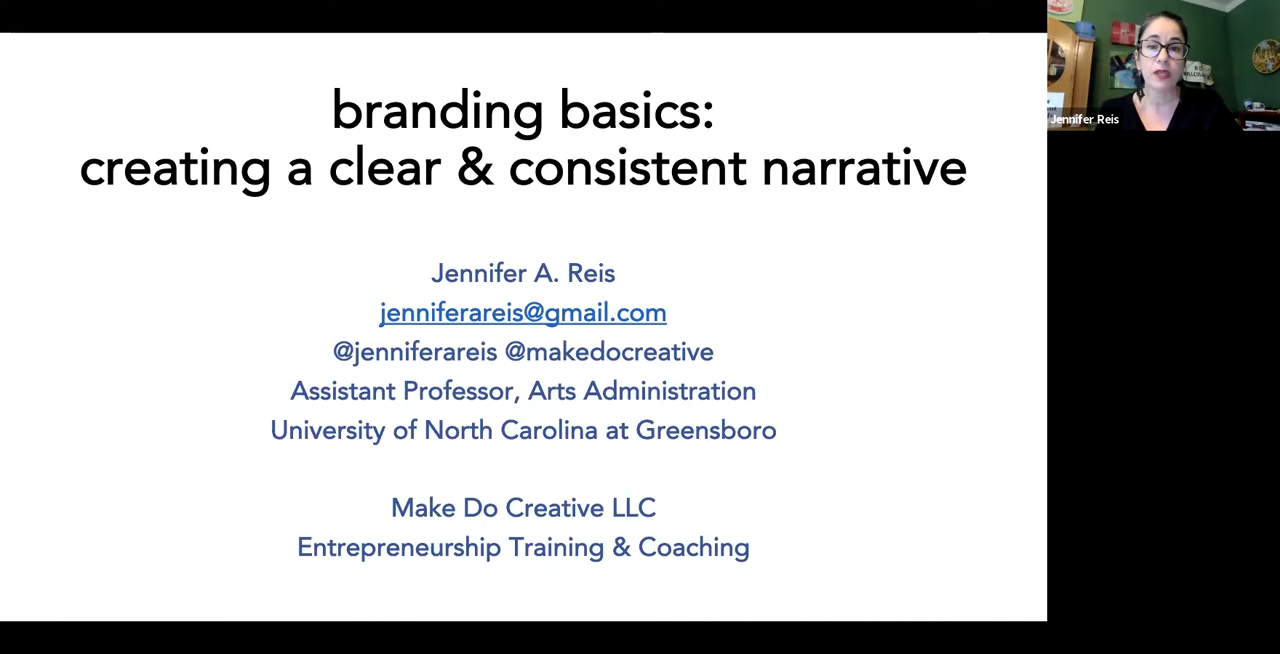 branding basics:
creating a clear & consistent narrative
Jennifer A. Reis
jenniferareis@gmail.com
@jenniferareis @makedocreative
Assistant Professor, Arts Administration
University of North Carolina at Greensboro
Make Do Creative LLC
Entrepreneurship Training & Coaching
Jennifer Reis